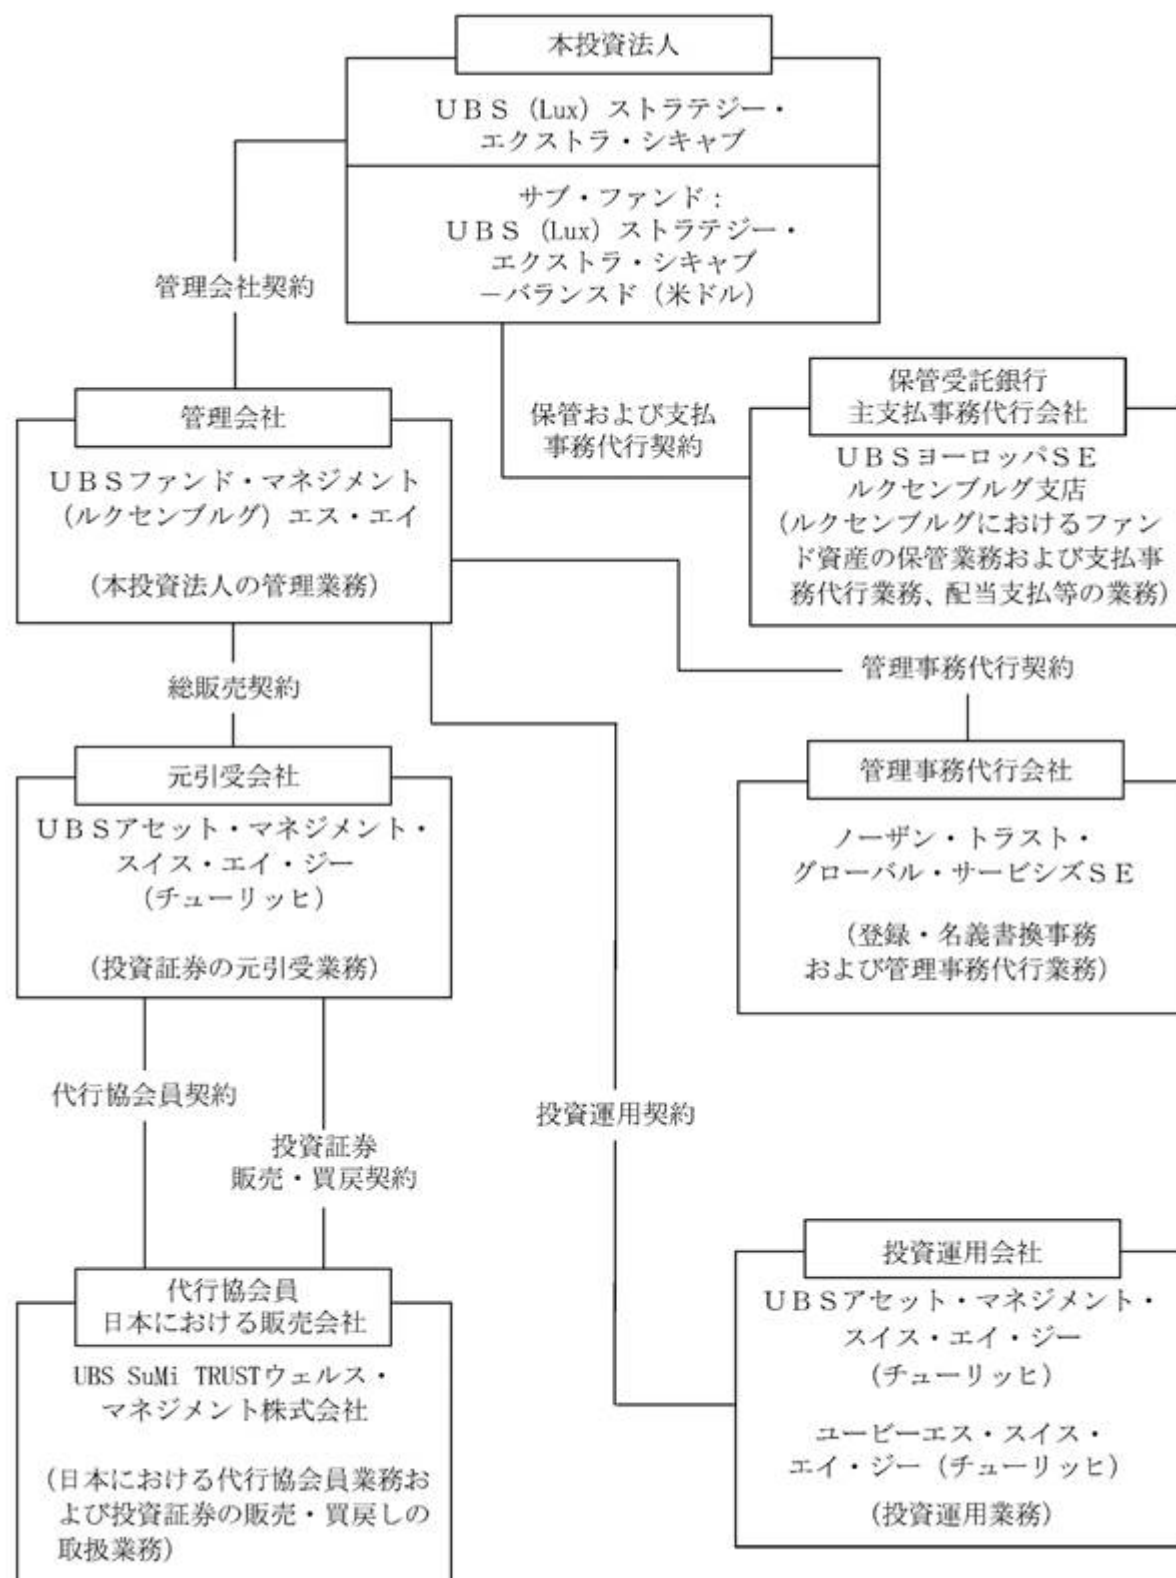 本投資法人
ＵＢＳ（Lux）ストラテジー・
エクストラ・シキャブ
サブ・ファンド：
ＵＢＳ（Lux）ストラテジー・
エクストラ・シキャブ
－バランスド（米ドル）
管理会社契約
管理会社
ＵＢＳファンド・マネジメント
（ルクセンブルグ）エス・エイ
（本投資法人の管理業務）
保管および支払
事務代行契約
保管受託銀行
主支払事務代行会社
ＵＢＳヨーロッパＳＥ
ルクセンブルグ支店
（ルクセンブルグにおけるファン
ド資産の保管業務および支払事
務代行業務、配当支払等の業務）
総販売契約
管理事務代行契約
元引受会社
ＵＢＳアセット・マネジメント・
スイス・エイ・ジー
（チューリッヒ）
（投資証券の元引受業務）
管理事務代行会社
ノーザン・トラスト・
グローバル・サービシズＳＥ
（登録・名義書換事務
および管理事務代行業務）
代行協会員契約
投資証券
販売・買戻契約
投資運用契約
代行協会員
日本における販売会社
UBS SuMi TRUSTウェルス・
マネジメント株式会社
（日本における代行協会員業務お
よび投資証券の販売・買戻しの
取扱業務）
投資運用会社
ＵＢＳアセット・マネジメント・
スイス・エイ・ジー
（チューリッヒ）
ユービーエス・スイス・
エイ・ジー（チューリッヒ）
（投資運用業務）